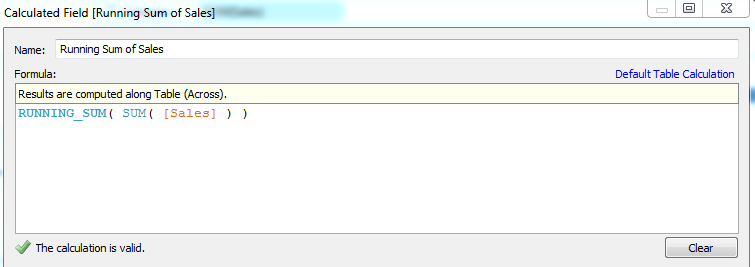 Calculated Field [Running Sum of Sales]
Name: Running Sum of Sales
Formula: Default Table Calculation
Results are computed along Table (Across).
RUNNING_SUM( SUM( [Sales] ) )
The calculation is valid. Clear